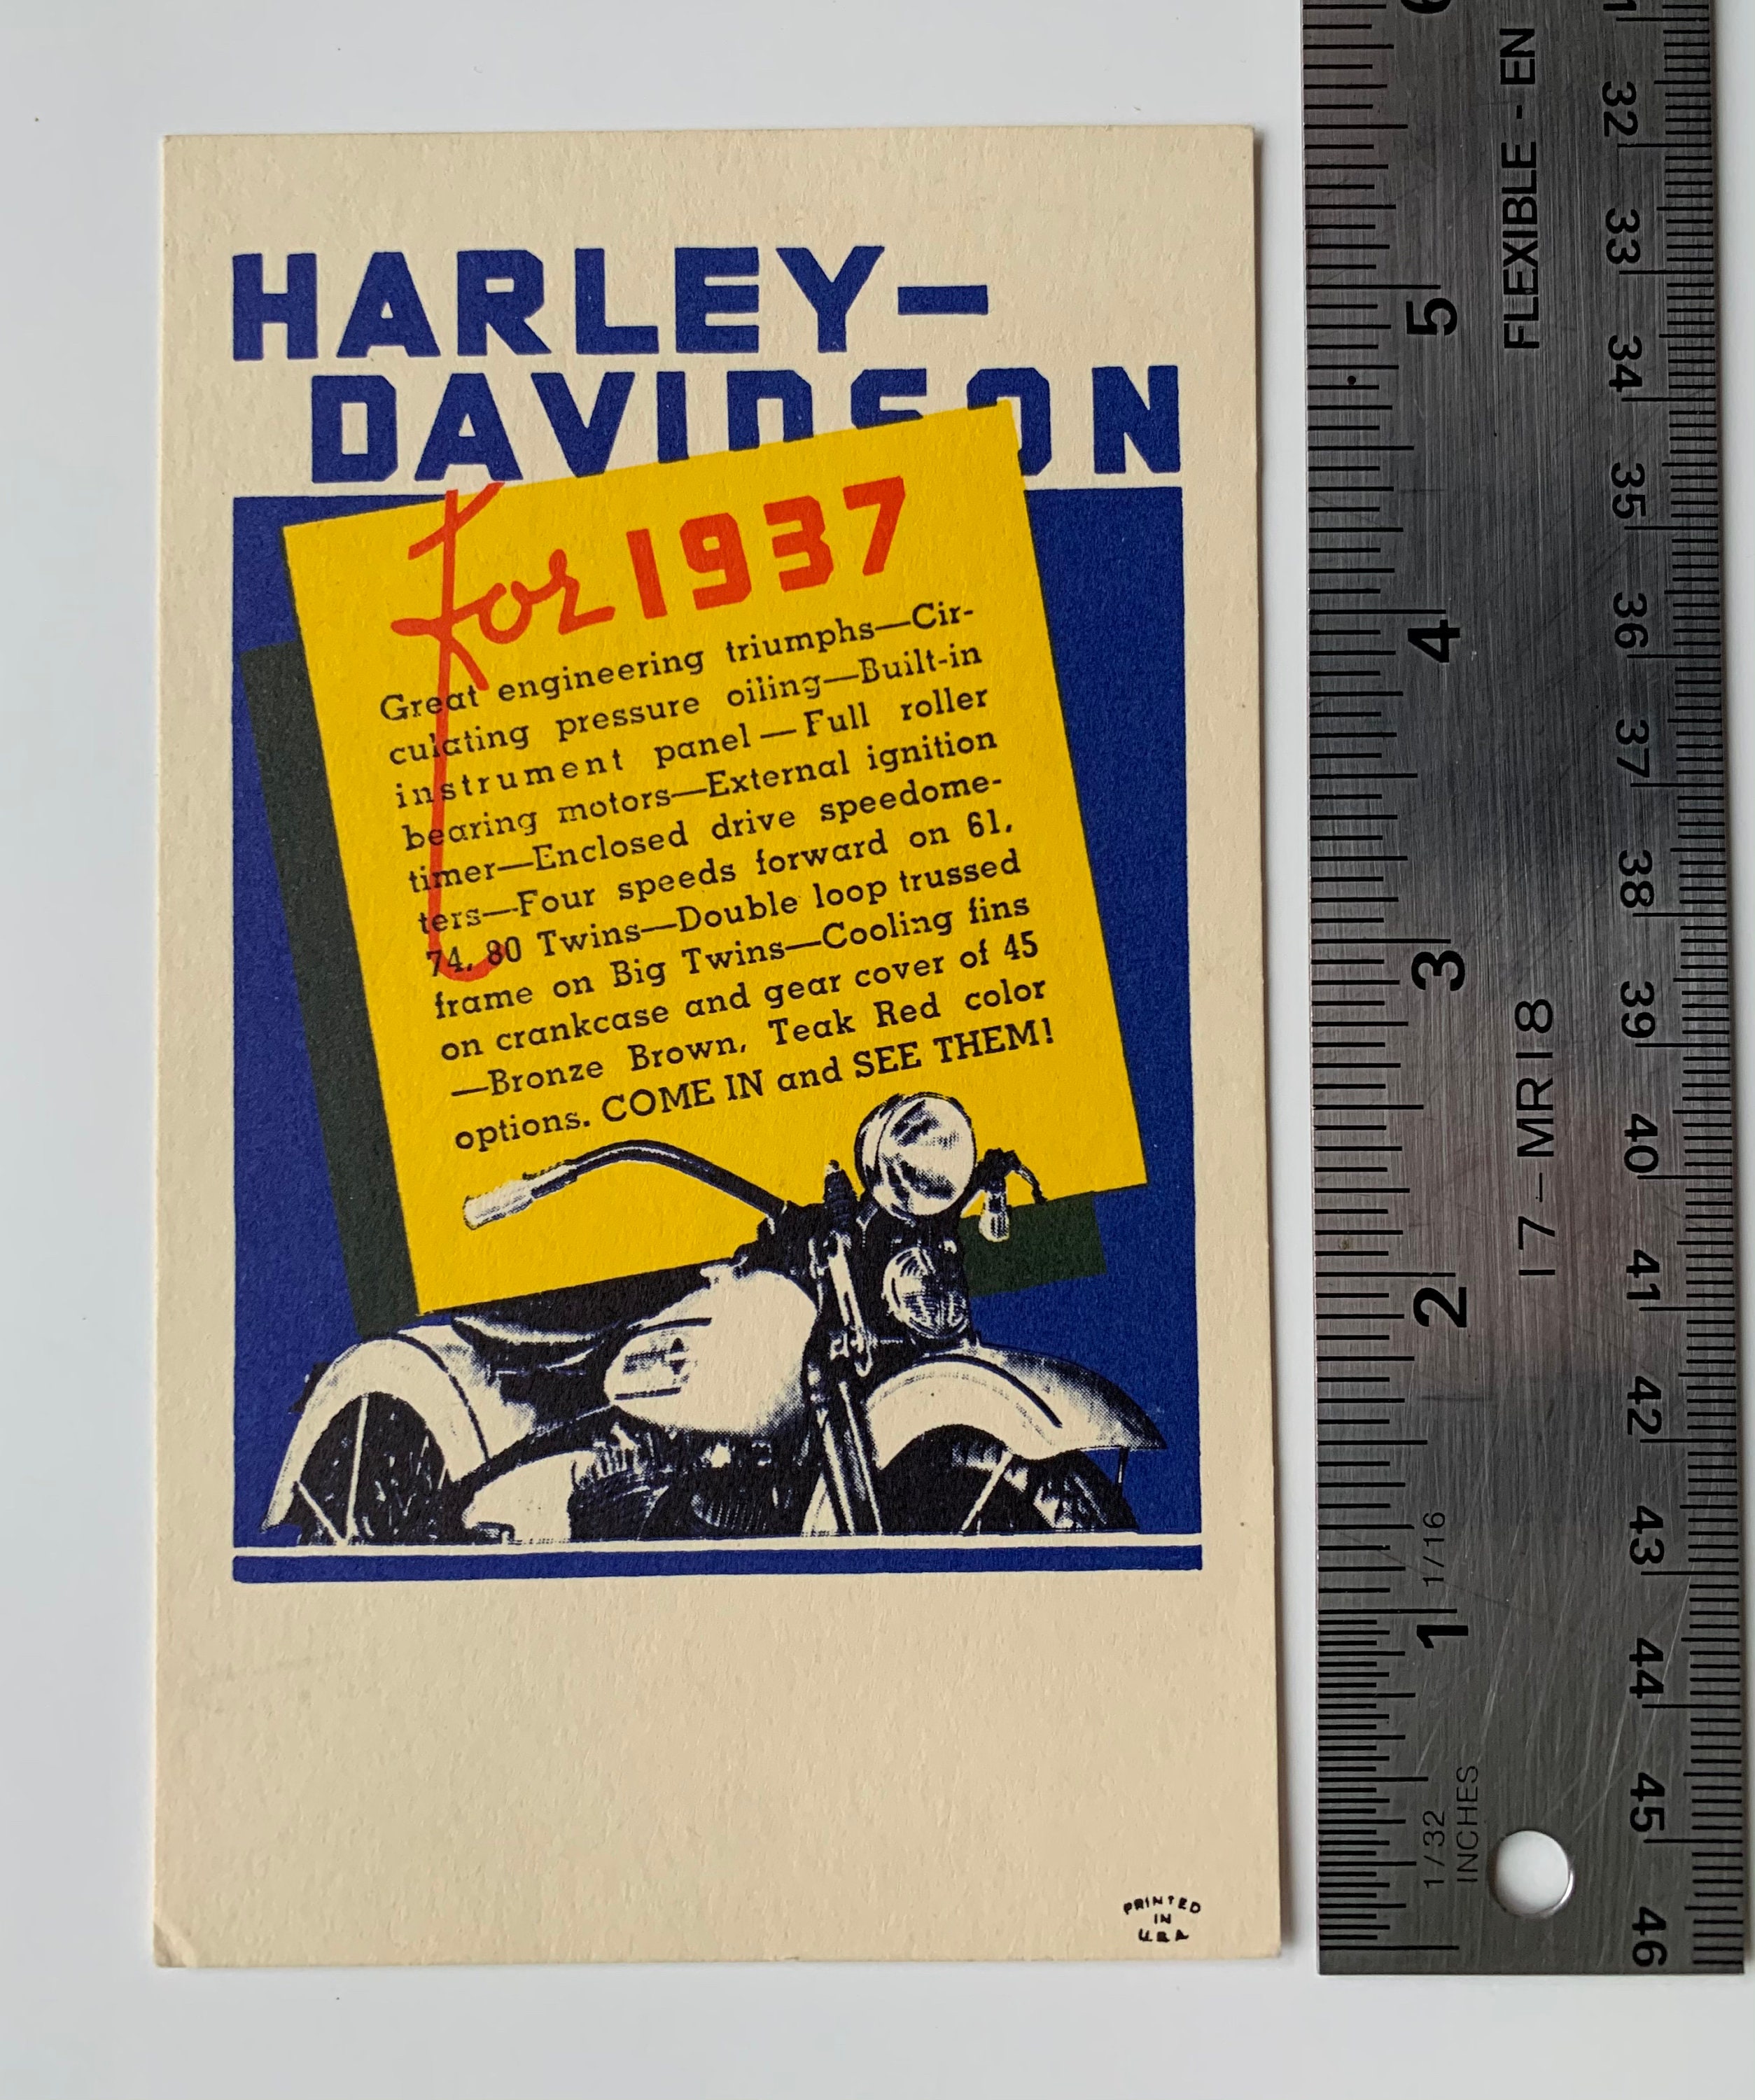 HARLEY-
DAVIDSON
for 1937
Great engineering triumphs—Cir-
culating pressure oiling—Built-in
instrument panel—Full roller
bearing motors—External ignition
timer—Enclosed drive speedome-
ters—Four speeds forward on 61,
74, 80 Twins—Double loop trussed
frame on Big Twins—Cooling fins
on crankcase and gear cover of 45
—Bronze Brown, Teak Red color
options. COME IN and SEE THEM!
PRINTED
IN
U.S.A
5
4
3
2
1
1/16
1/32
INCHES
FLEXIBLE - EN
17-MR18
32
33
34
35
36
37
38
39
40
41
42
43
44
45
46